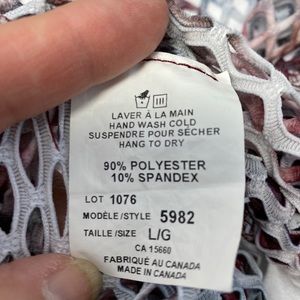 LAVER À LA MAIN
HAND WASH COLD
SUSPENDRE POUR SÉCHER
HANG TO DRY
90% POLYESTER
10% SPANDEX
LOT 1076
MODÈLE/STYLE 5982
TAILLE/SIZE L/G
CA 15660
FABRIQUÉ AU CANADA
MADE IN CANADA